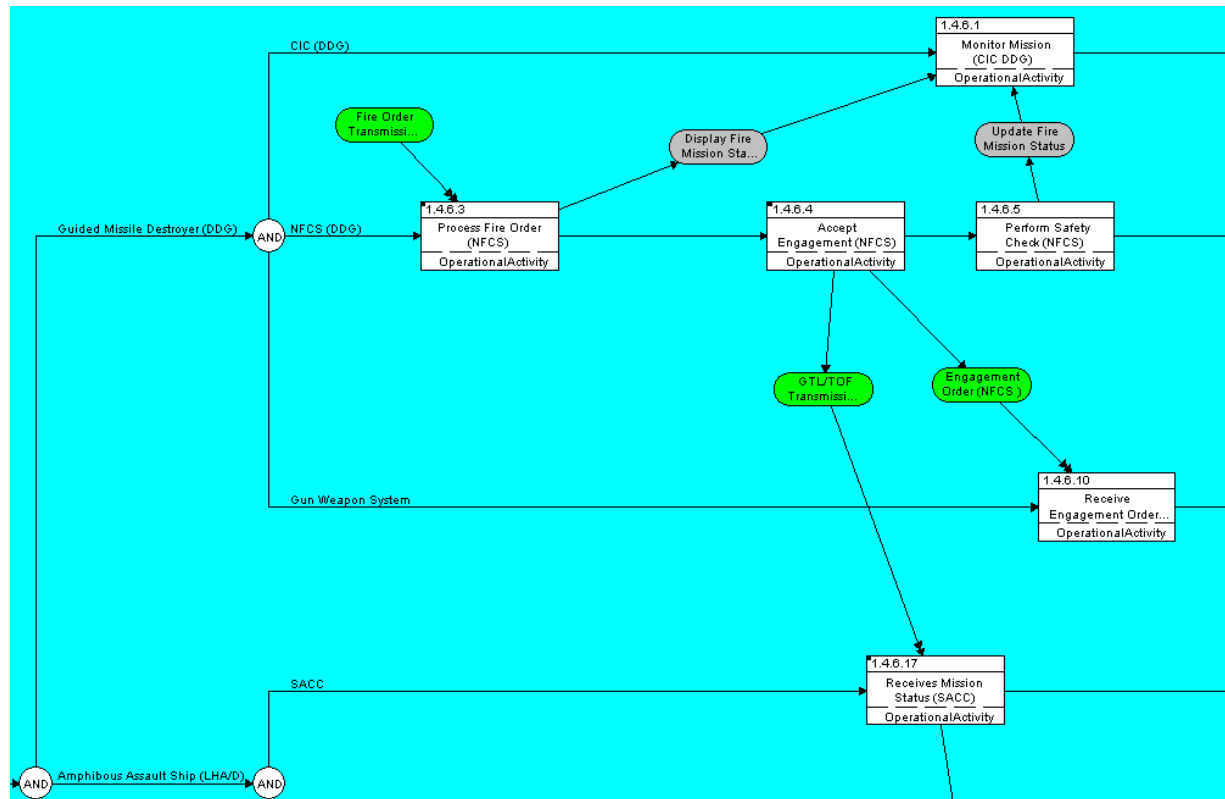 CIC (DDG)
1.4.6.1
Monitor Mission
(CIC DDG)
OperationalActivity
Fire Order
Transmissi...
Display Fire
Mission Sta...
Update Fire
Mission Status
Guided Missile Destroyer (DDG)
AND
NFCS (DDG)
1.4.6.3
Process Fire Order
(NFCS)
OperationalActivity
1.4.6.4
Accept
Engagement (NFCS)
OperationalActivity
1.4.6.5
Perform Safety
Check (NFCS)
OperationalActivity
GTL/TOF
Transmissi...
Engagement
Order (NFCS )
Gun Weapon System
1.4.6.10
Receive
Engagement Order...
OperationalActivity
SACC
1.4.6.17
Receives Mission
Status (SACC)
OperationalActivity
AND
Amphibous Assault Ship (LHA/D)
AND